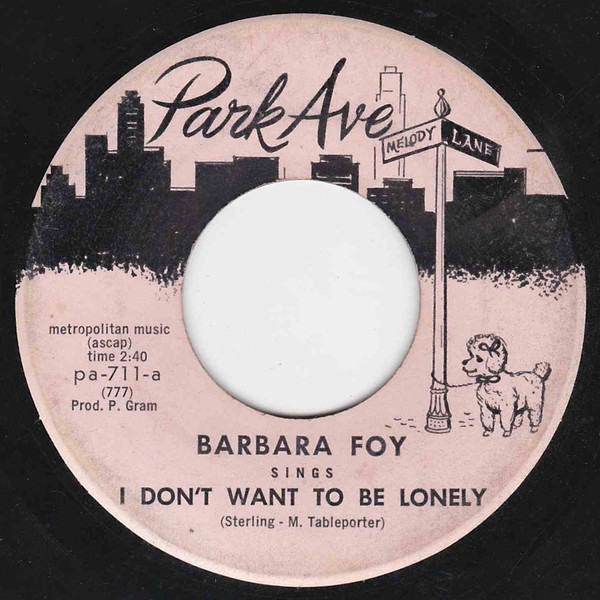 Park Ave
MELODY LANE
metropolitan music
(ascap)
time 2:40
pa-711-a
(777)
Prod. P. Gram
BARBARA FOY
SINGS
I DON'T WANT TO BE LONELY
(Sterling - M. Tableporter)